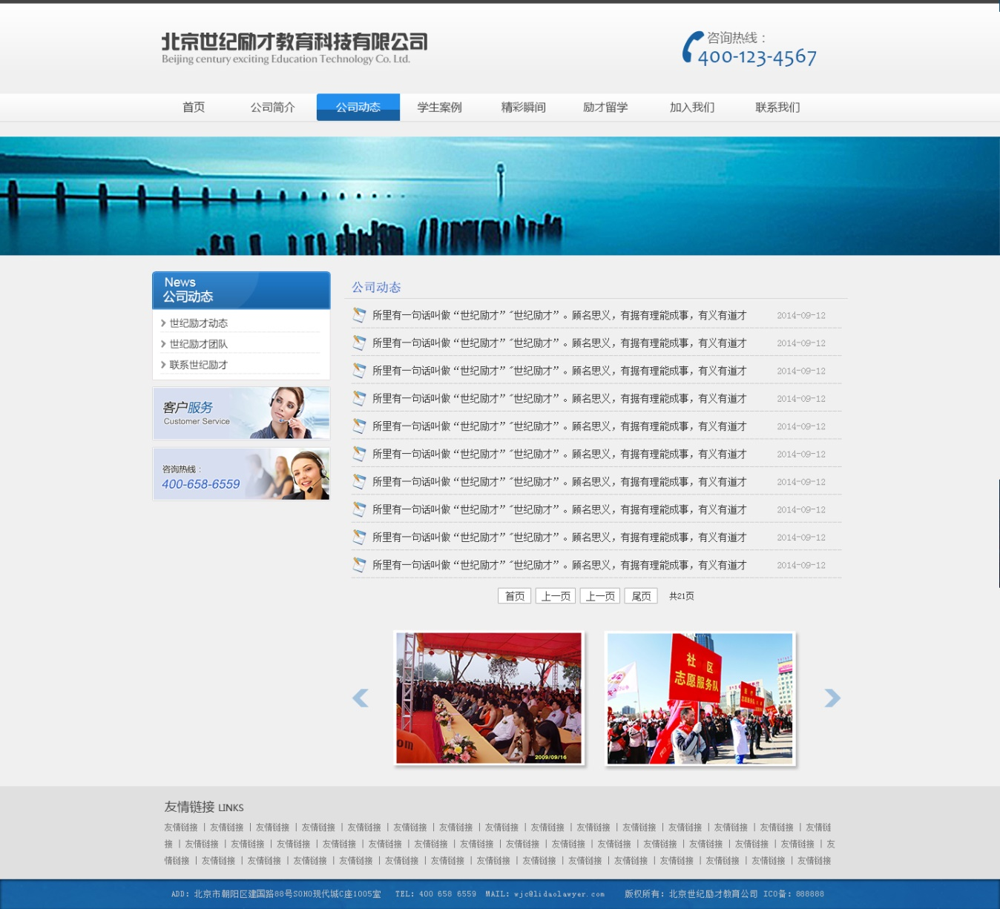 北京世纪励才教育科技有限公司
Beijing century exciting Education Technology Co. Ltd.
咨询热线：
400-123-4567
首页 公司简介 公司动态 学生案例 精彩瞬间 励才留学 加入我们 联系我们
News
公司动态
世纪励才动态
世纪励才团队
联系世纪励才
客户服务
Customer Service
咨询热线：
400-658-6559
公司动态
所里有一句话叫做“世纪励才”“世纪励才”。顾名思义，有据有理能成事，有义有道才 2014-09-12
所里有一句话叫做“世纪励才”“世纪励才”。顾名思义，有据有理能成事，有义有道才 2014-09-12
所里有一句话叫做“世纪励才”“世纪励才”。顾名思义，有据有理能成事，有义有道才 2014-09-12
所里有一句话叫做“世纪励才”“世纪励才”。顾名思义，有据有理能成事，有义有道才 2014-09-12
所里有一句话叫做“世纪励才”“世纪励才”。顾名思义，有据有理能成事，有义有道才 2014-09-12
所里有一句话叫做“世纪励才”“世纪励才”。顾名思义，有据有理能成事，有义有道才 2014-09-12
所里有一句话叫做“世纪励才”“世纪励才”。顾名思义，有据有理能成事，有义有道才 2014-09-12
所里有一句话叫做“世纪励才”“世纪励才”。顾名思义，有据有理能成事，有义有道才 2014-09-12
所里有一句话叫做“世纪励才”“世纪励才”。顾名思义，有据有理能成事，有义有道才 2014-09-12
所里有一句话叫做“世纪励才”“世纪励才”。顾名思义，有据有理能成事，有义有道才 2014-09-12
首页 上一页 上一页 尾页 共21页
om
2009/09/16
社区
志愿服务队
志愿服务队
友情链接 LINKS
友情链接 | 友情链接 | 友情链接 | 友情链接 | 友情链接 | 友情链接 | 友情链接 | 友情链接 | 友情链接 | 友情链接 | 友情链接 | 友情链接 | 友情链接 | 友情链接 | 友情链
接 | 友情链接 | 友情链接 | 友情链接 | 友情链接 | 友情链接 | 友情链接 | 友情链接 | 友情链接 | 友情链接 | 友情链接 | 友情链接 | 友情链接 | 友情链接 | 友情链接 | 友
情链接 | 友情链接 | 友情链接 | 友情链接 | 友情链接 | 友情链接 | 友情链接 | 友情链接 | 友情链接 | 友情链接 | 友情链接 | 友情链接 | 友情链接 | 友情链接 | 友情链接
ADD：北京市朝阳区建国路88号SOHO现代城C座1005室 TEL：400 658 6559 MAIL：wjc@lidaolawyer.com 版权所有：北京世纪励才教育公司 ICO备：888888